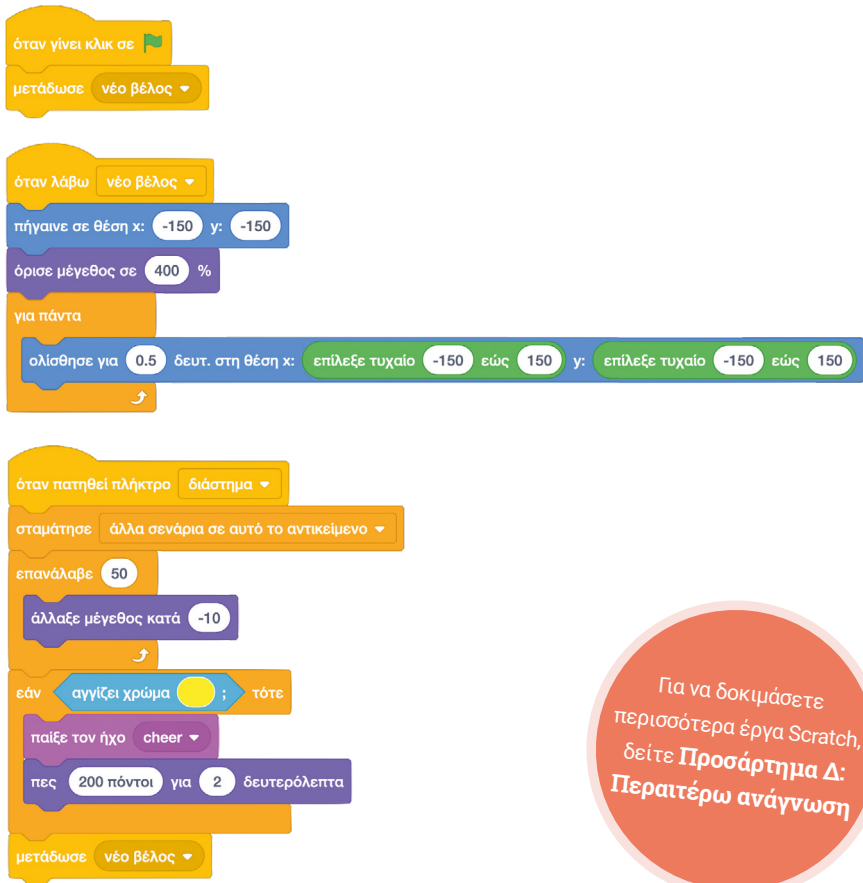 όταν γίνει κλικ σε
μετάδωσε νέο βέλος
όταν λάβω νέο βέλος
πήγαινε σε θέση x: -150 y: -150
όρισε μέγεθος σε 400 %
για πάντα
ολίσθησε για 0.5 δευτ. στη θέση x: επίλεξε τυχαίο -150 εώς 150 y: επίλεξε τυχαίο -150 εώς 150
όταν πατηθεί πλήκτρο διάστημα
σταμάτησε άλλα σενάρια σε αυτό το αντικείμενο
επανάλαβε 50
άλλαξε μέγεθος κατά -10
εάν αγγίζει χρώμα ; τότε
παίξε τον ήχο cheer
πες 200 πόντοι για 2 δευτερόλεπτα
μετάδωσε νέο βέλος
Για να δοκιμάσετε
περισσότερα έργα Scratch,
δείτε Προσάρτημα Δ:
Περαιτέρω ανάγνωση